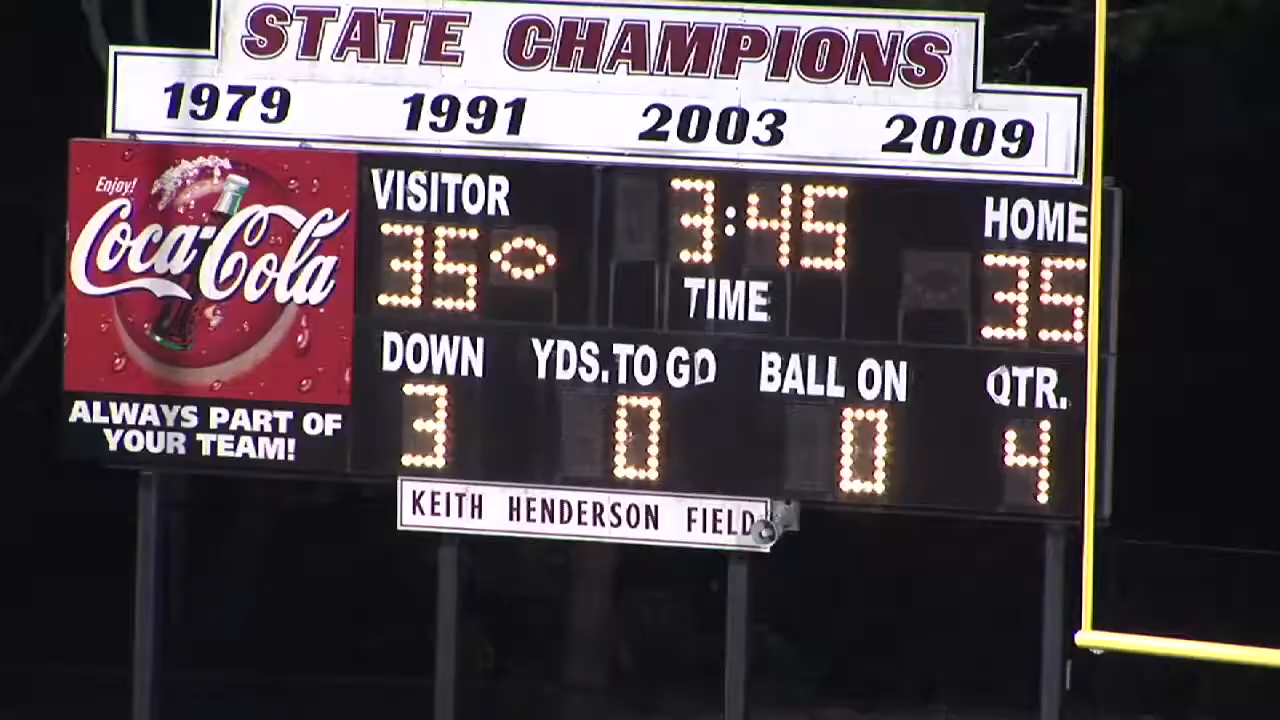 STATE CHAMPIONS
1979 1991 2003 2009
Enjoy!
Coca-Cola
ALWAYS PART OF
YOUR TEAM!
VISITOR 3:45 HOME
35 TIME 35
DOWN YDS. TO GO BALL ON QTR.
3 0 0 4
KEITH HENDERSON FIELD